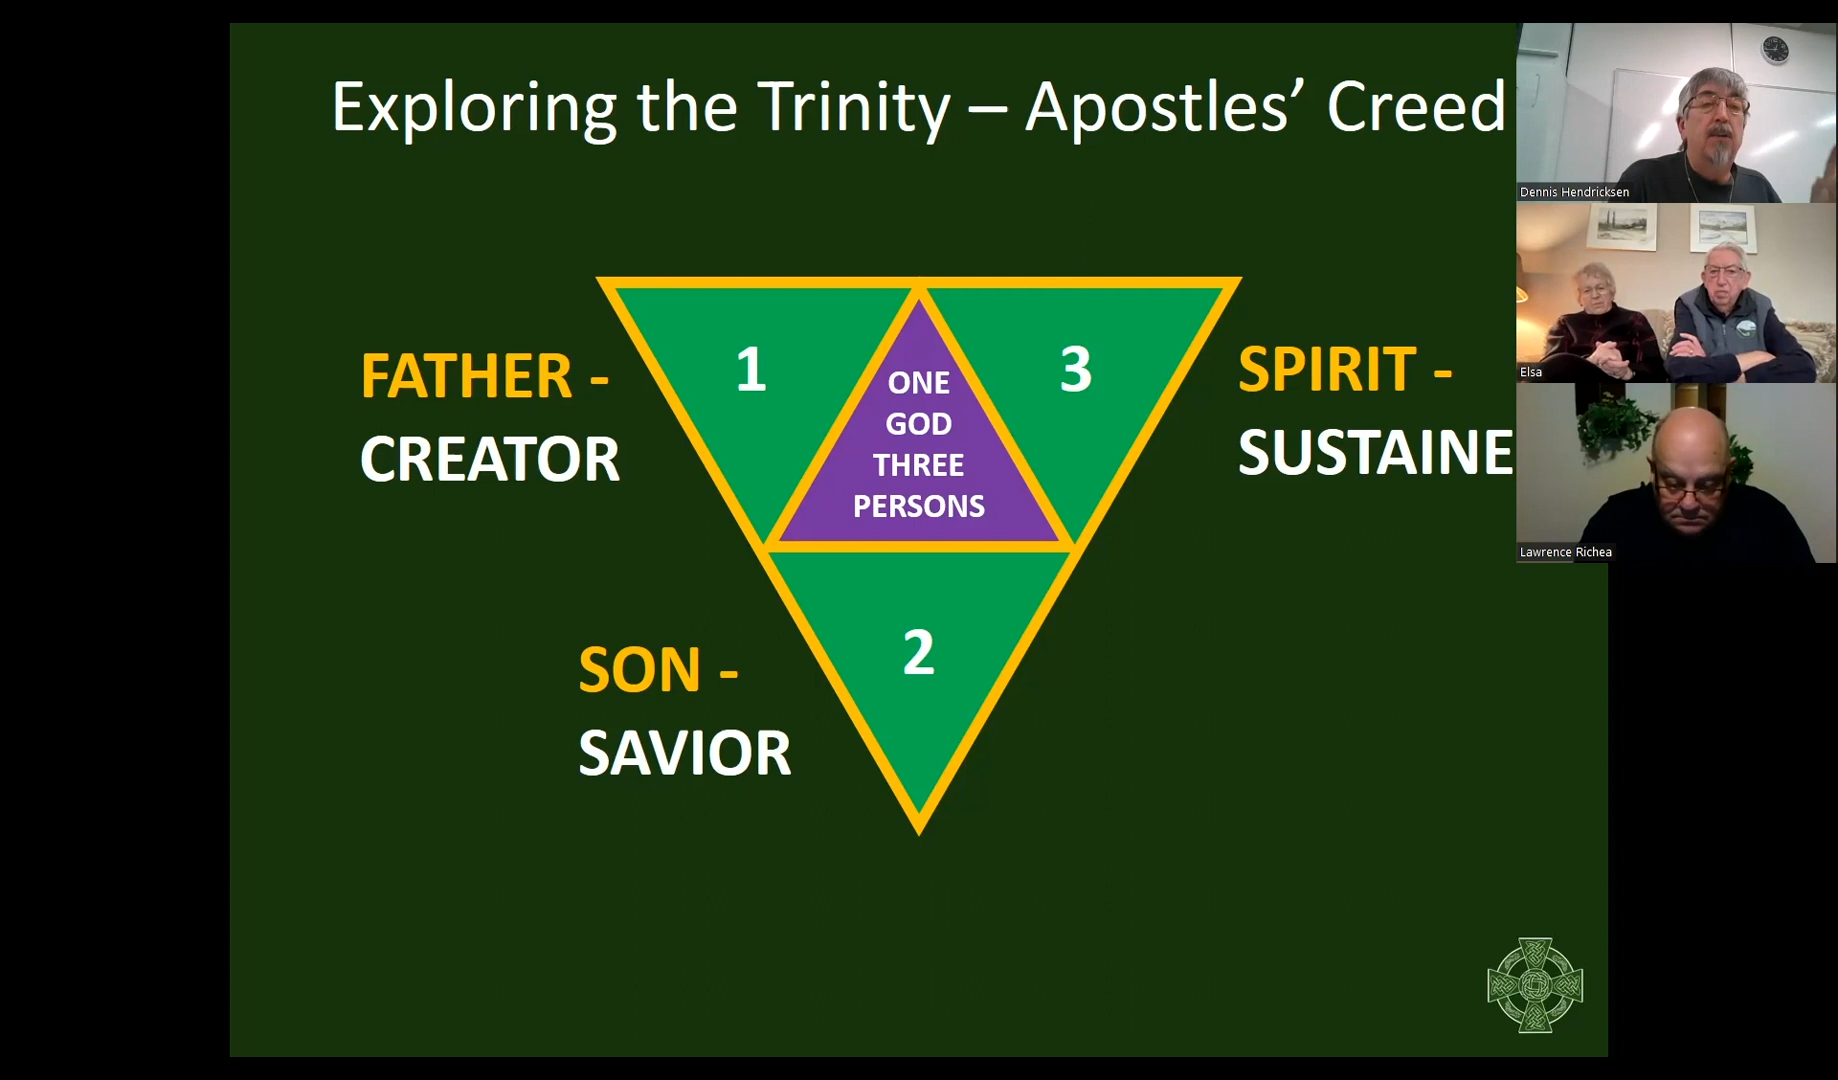 Exploring the Trinity – Apostles’ Creed
FATHER -
CREATOR
1
ONE
GOD
THREE
PERSONS
3
SPIRIT -
SUSTAINE
SON -
SAVIOR
2
Dennis Hendricksen
Elsa
Lawrence Richea